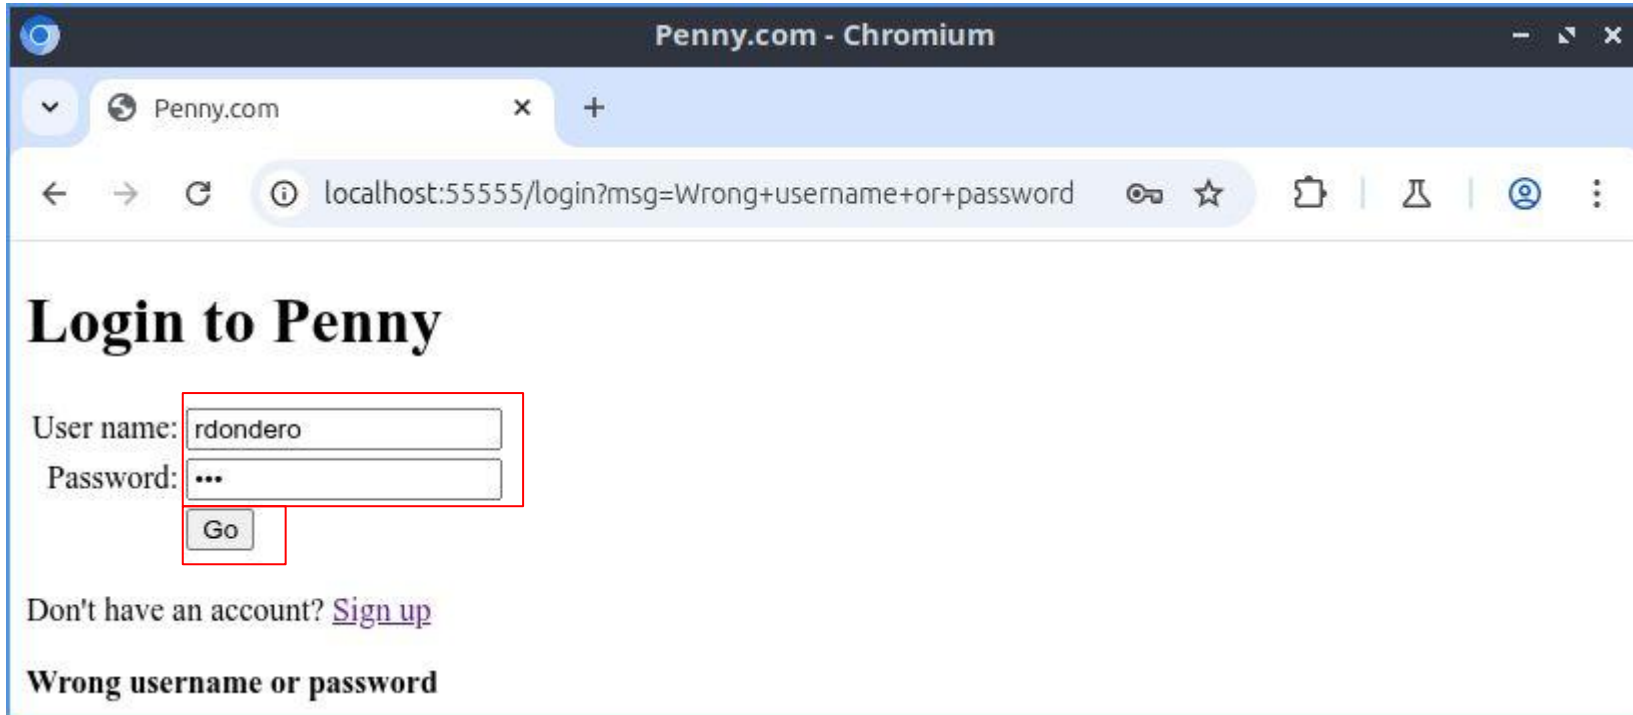 Penny.com - Chromium
Penny.com
localhost:55555/login?msg=Wrong+username+or+password
Login to Penny
User name: rdondero
Password: •••
Go
Don't have an account? Sign up
Wrong username or password